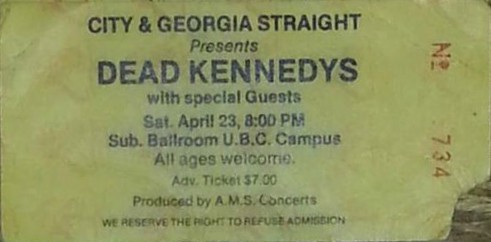 CITY & GEORGIA STRAIGHT
Presents
DEAD KENNEDYS
with special Guests
Sat. April 23, 8:00 PM
Sub. Ballroom U.B.C. Campus
All ages welcome.
Adv. Ticket $7.00
Produced by A.M.S. Concerts
WE RESERVE THE RIGHT TO REFUSE ADMISSION
Nº 734